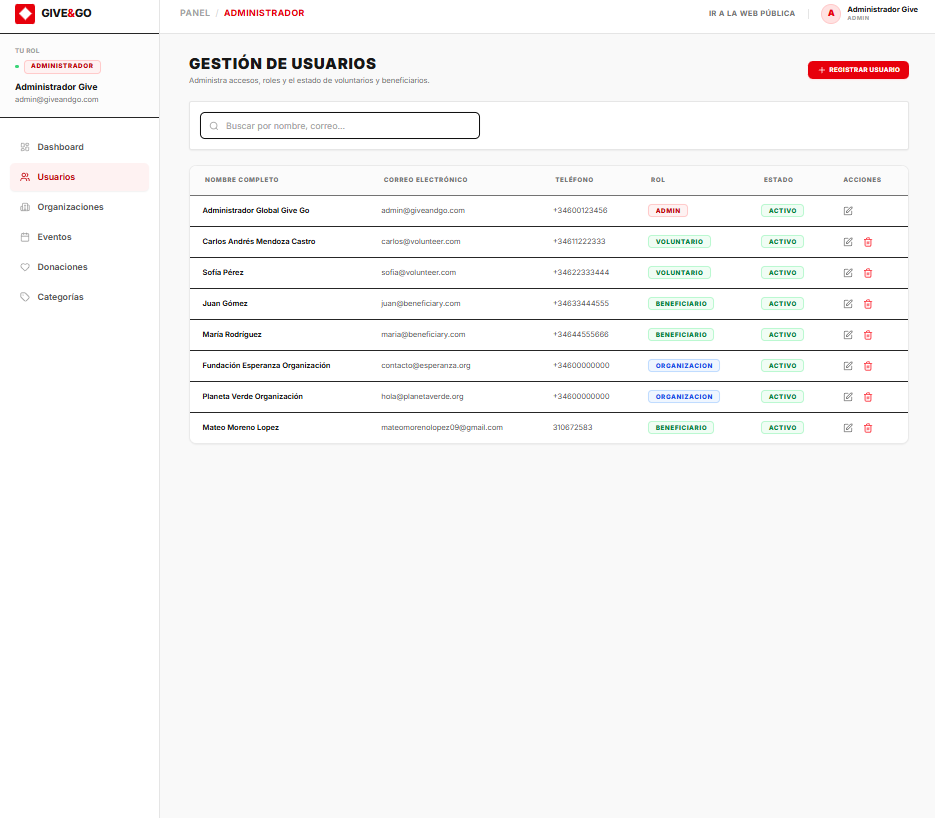 GIVE&GO
PANEL / ADMINISTRADOR
IR A LA WEB PÚBLICA
A
Administrador Give
ADMIN
TU ROL
ADMINISTRADOR
Administrador Give
admin@giveandgo.com
Dashboard
Usuarios
Organizaciones
Eventos
Donaciones
Categorías
GESTIÓN DE USUARIOS
Administra accesos, roles y el estado de voluntarios y beneficiarios.
+ REGISTRAR USUARIO
Buscar por nombre, correo...
NOMBRE COMPLETO CORREO ELECTRÓNICO TELÉFONO ROL ESTADO ACCIONES
Administrador Global Give Go admin@giveandgo.com +34600123456 ADMIN ACTIVO
Carlos Andrés Mendoza Castro carlos@volunteer.com +34611222333 VOLUNTARIO ACTIVO
Sofía Pérez sofia@volunteer.com +34622333444 VOLUNTARIO ACTIVO
Juan Gómez juan@beneficiary.com +34633444555 BENEFICIARIO ACTIVO
María Rodríguez maria@beneficiary.com +34644555666 BENEFICIARIO ACTIVO
Fundación Esperanza Organización contacto@esperanza.org +34600000000 ORGANIZACION ACTIVO
Planeta Verde Organización hola@planetaverde.org +34600000000 ORGANIZACION ACTIVO
Mateo Moreno Lopez mateomorenolopez09@gmail.com 310672583 BENEFICIARIO ACTIVO